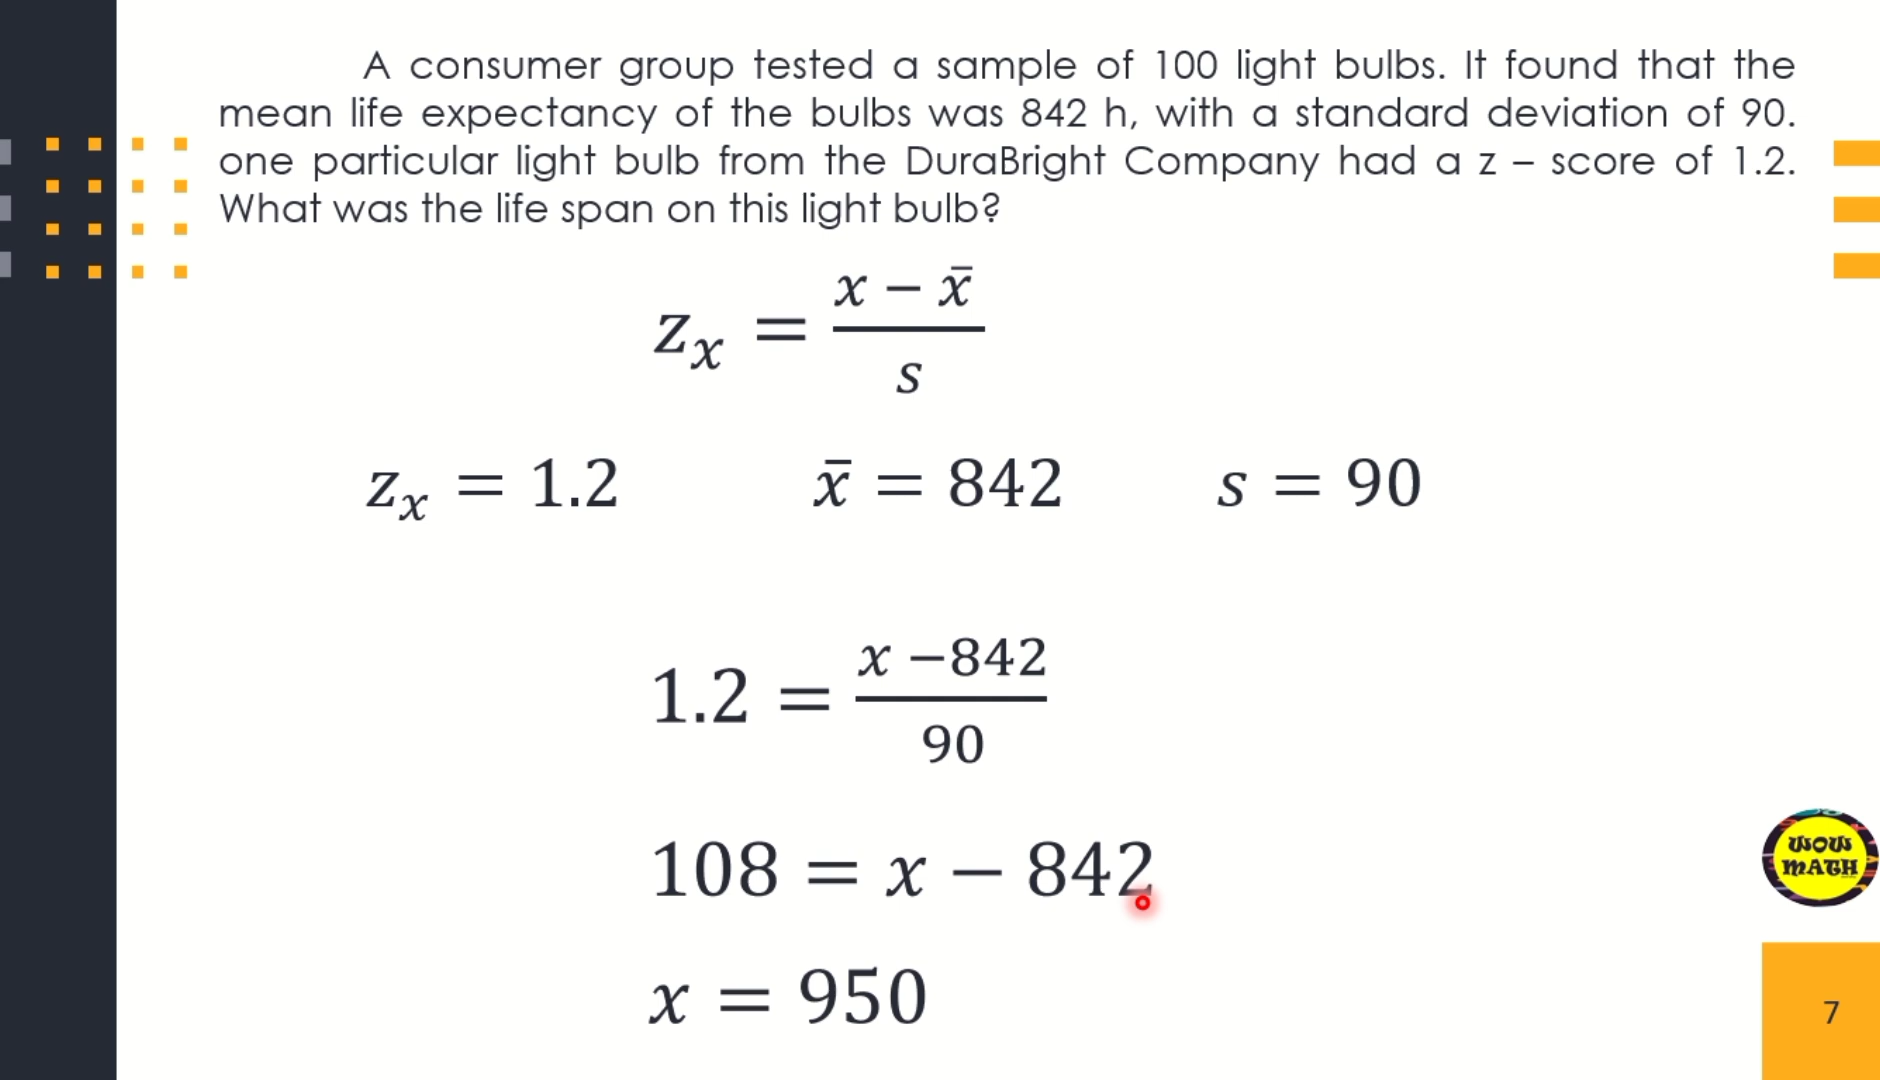 A consumer group tested a sample of 100 light bulbs. It found that the
mean life expectancy of the bulbs was 842 h, with a standard deviation of 90.
one particular light bulb from the DuraBright Company had a z – score of 1.2.
What was the life span on this light bulb?
zₓ = (x − x̄) / s
zₓ = 1.2 x̄ = 842 s = 90
1.2 = (x −842) / 90
108 = x − 842
x = 950
WOW
MATH
7